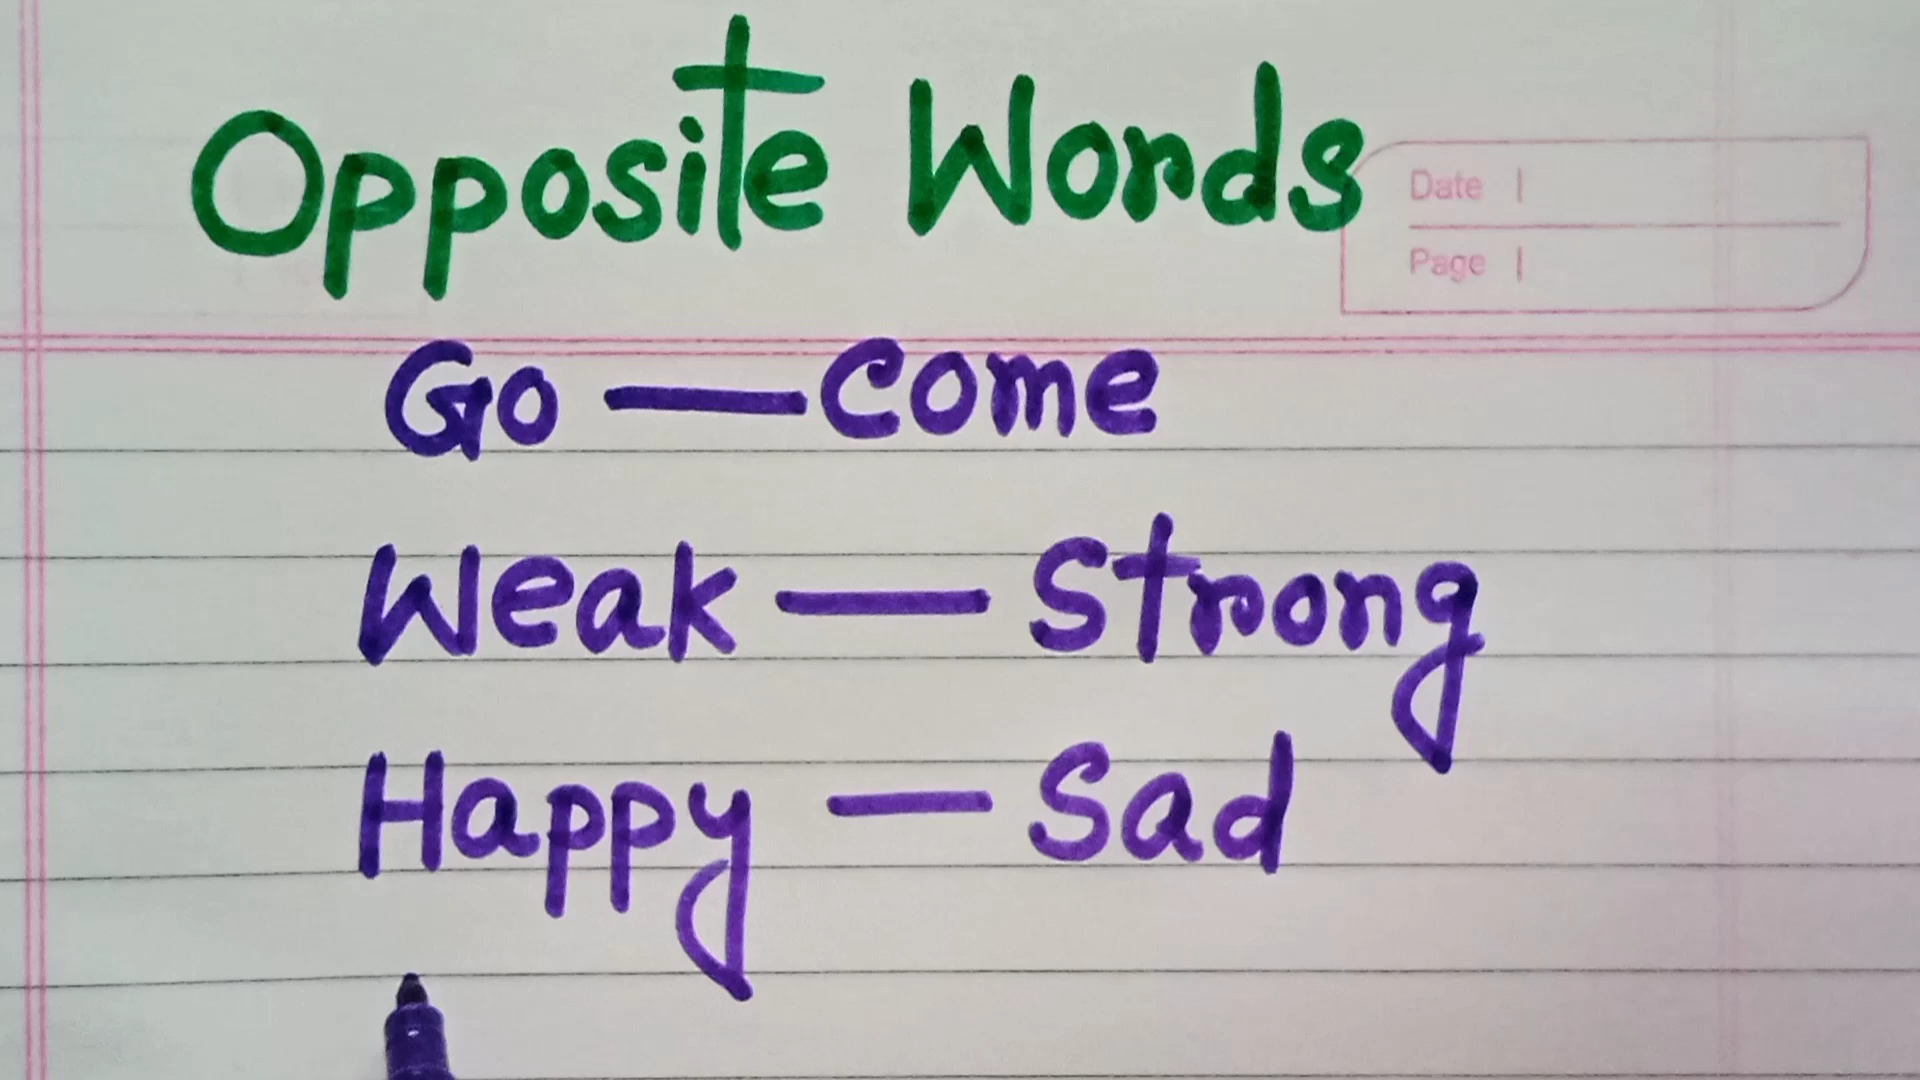 Opposite Words
Date |
Page |
Go — Come
Weak — Strong
Happy — Sad